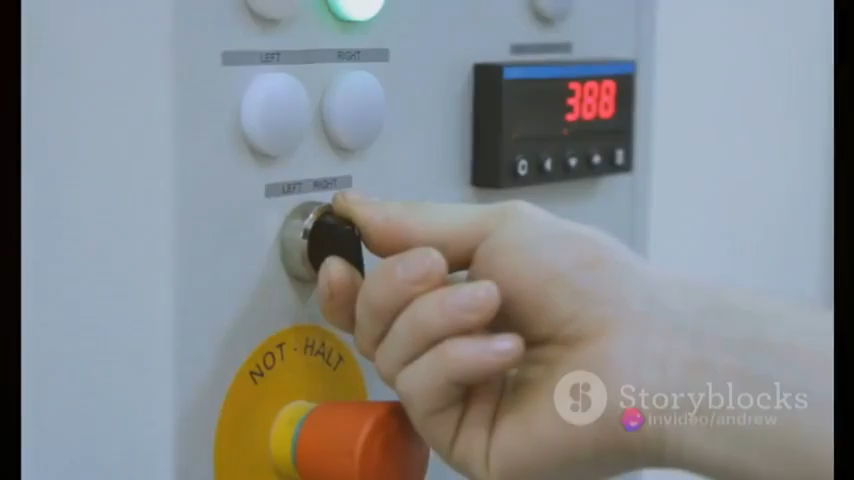 LEFT RIGHT
388
LEFT RIGHT
NOT-HALT
Storyblocks
invideo/andrew